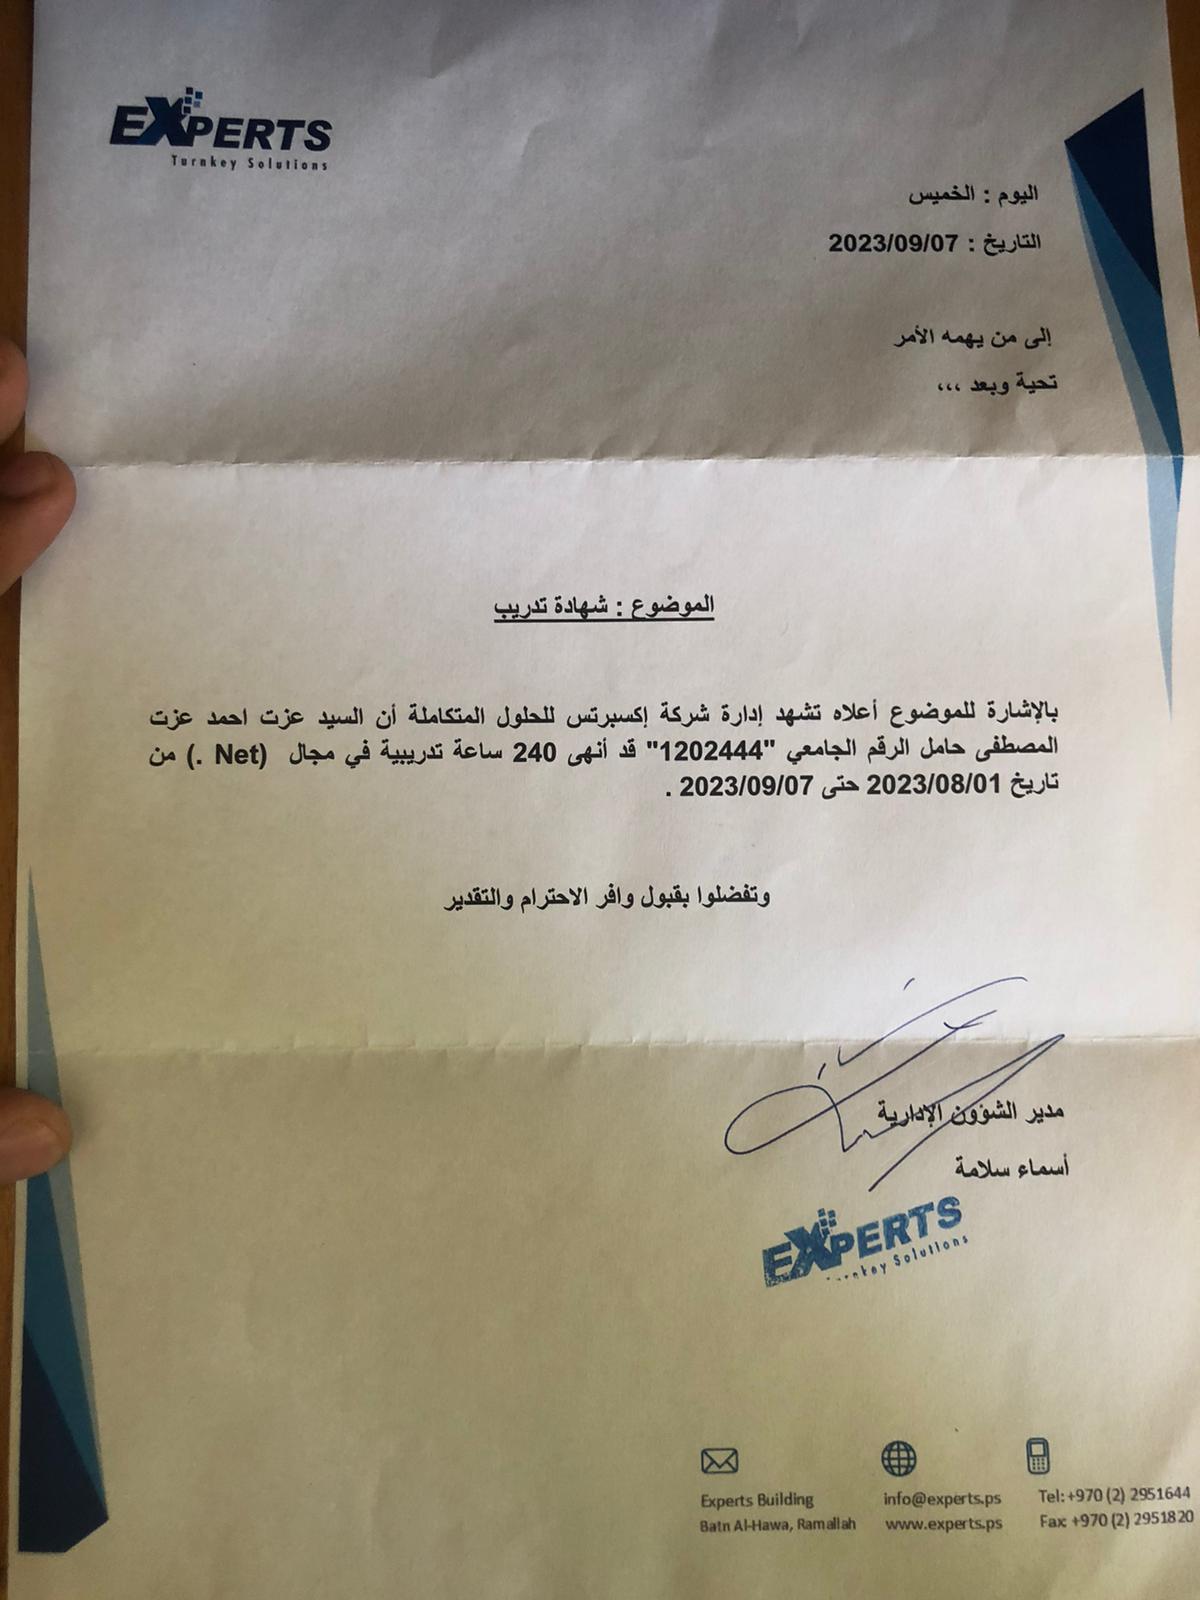 EXPERTS
Turnkey Solutions
اليوم : الخميس
التاريخ : 2023/09/07
إلى من يهمه الأمر
تحية وبعد ،،،
الموضوع : شهادة تدريب
بالإشارة للموضوع أعلاه تشهد إدارة شركة إكسبرتس للحلول المتكاملة أن السيد عزت احمد عزت
المصطفى حامل الرقم الجامعي "1202444" قد أنهى 240 ساعة تدريبية في مجال (Net .) من
تاريخ 2023/08/01 حتى 2023/09/07 .
وتفضلوا بقبول وافر الاحترام والتقدير
مدير الشؤون الإدارية
أسماء سلامة
EXPERTS
Turnkey Solutions
Experts Building
Batn Al-Hawa, Ramallah
info@experts.ps
www.experts.ps
Tel: +970 (2) 2951644
Fax: +970 (2) 2951820